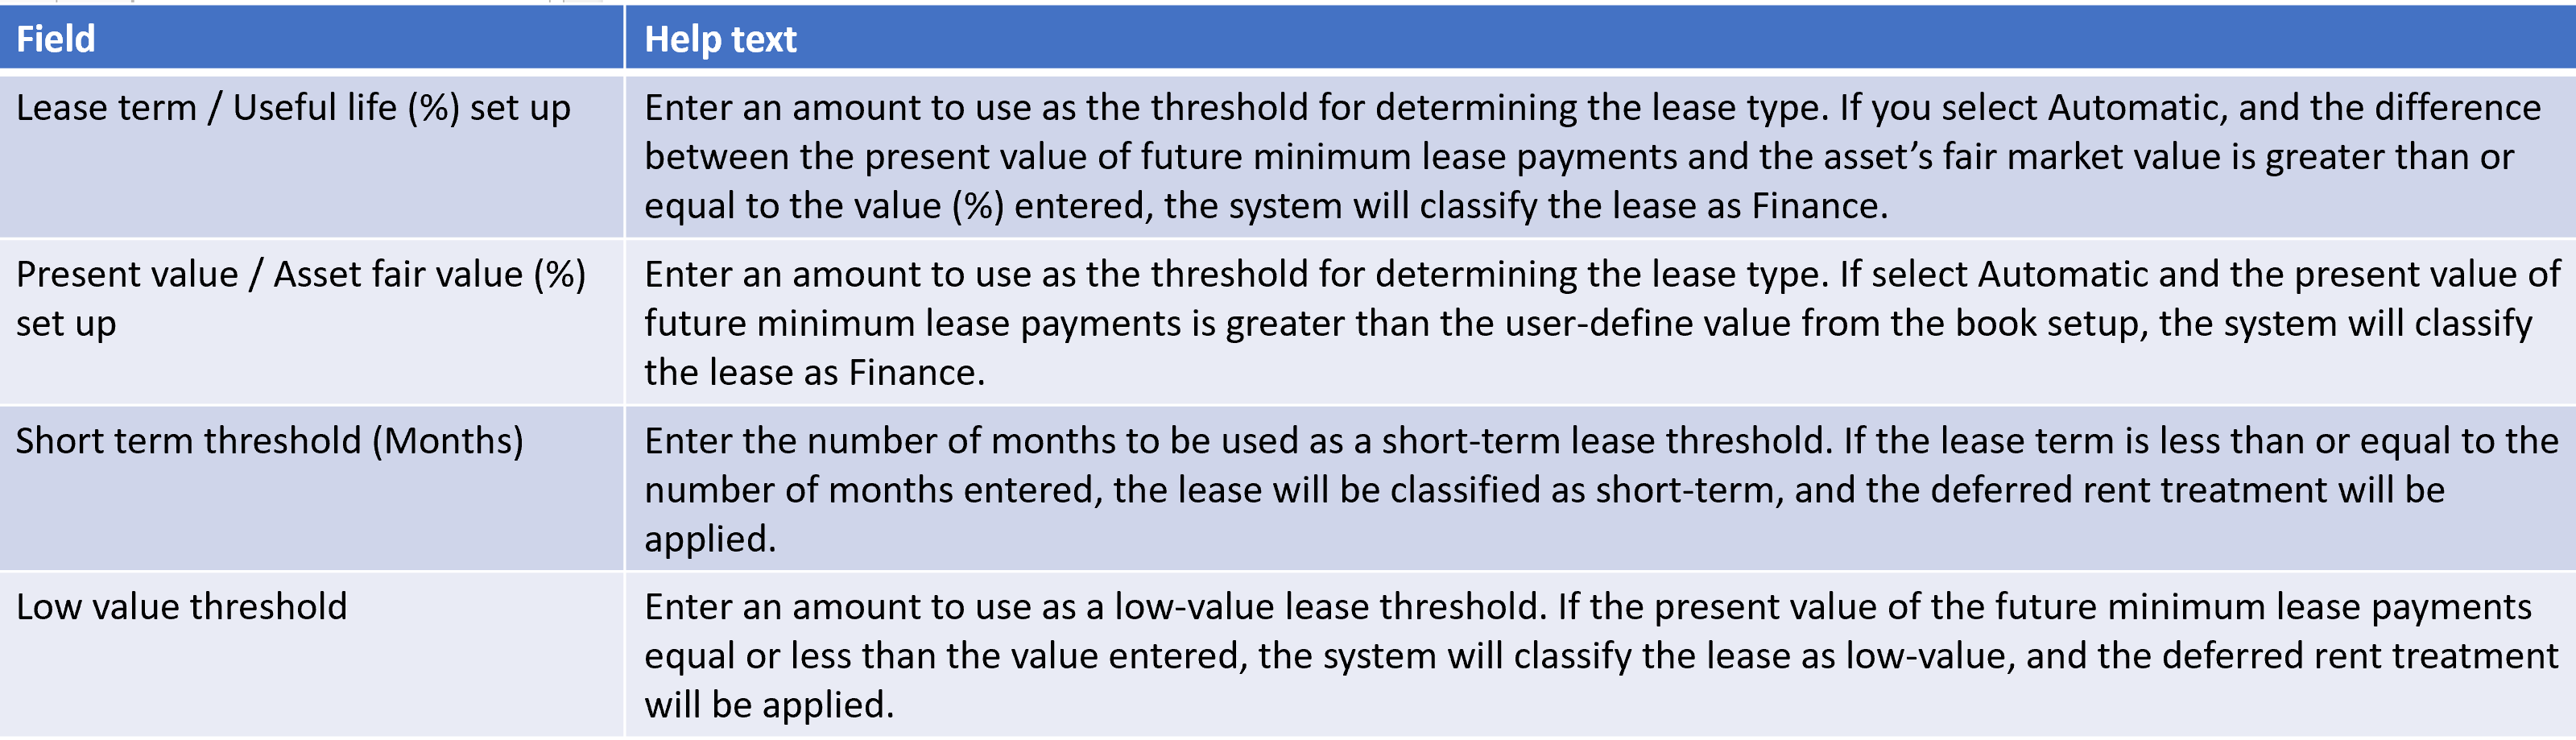 Field
Help text
Lease term / Useful life (%) set up
Enter an amount to use as the threshold for determining the lease type. If you select Automatic, and the difference
between the present value of future minimum lease payments and the asset’s fair market value is greater than or
equal to the value (%) entered, the system will classify the lease as Finance.
Present value / Asset fair value (%)
set up
Enter an amount to use as the threshold for determining the lease type. If select Automatic and the present value of
future minimum lease payments is greater than the user-define value from the book setup, the system will classify
the lease as Finance.
Short term threshold (Months)
Enter the number of months to be used as a short-term lease threshold. If the lease term is less than or equal to the
number of months entered, the lease will be classified as short-term, and the deferred rent treatment will be
applied.
Low value threshold
Enter an amount to use as a low-value lease threshold. If the present value of the future minimum lease payments
equal or less than the value entered, the system will classify the lease as low-value, and the deferred rent treatment
will be applied.